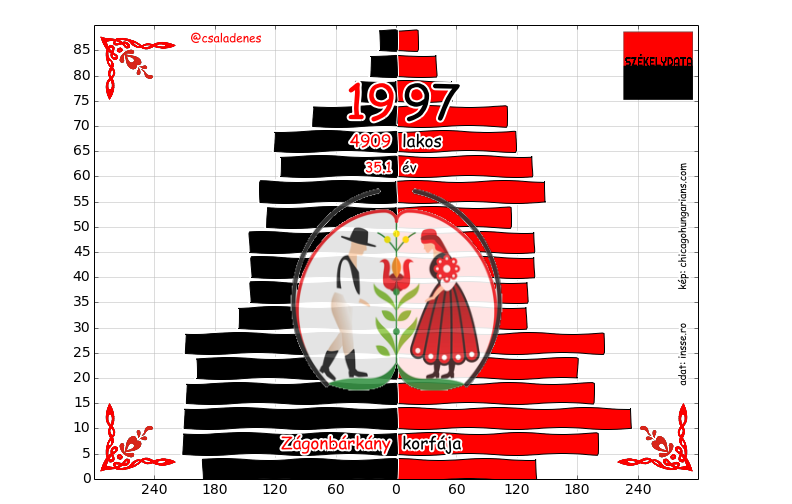 @csaladenes
SZÉKELYDATA
1997
4909 lakos
35.1 év
kép: chicagohungarians.com
adat: insse.ro
Zágonbárkány korfája
85
80
75
70
65
60
55
50
45
40
35
30
25
20
15
10
5
0
240 180 120 60 0 60 120 180 240